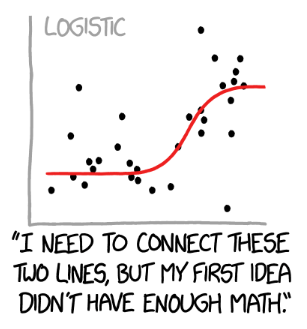 LOGISTIC
"I NEED TO CONNECT THESE
TWO LINES, BUT MY FIRST IDEA
DIDN'T HAVE ENOUGH MATH."